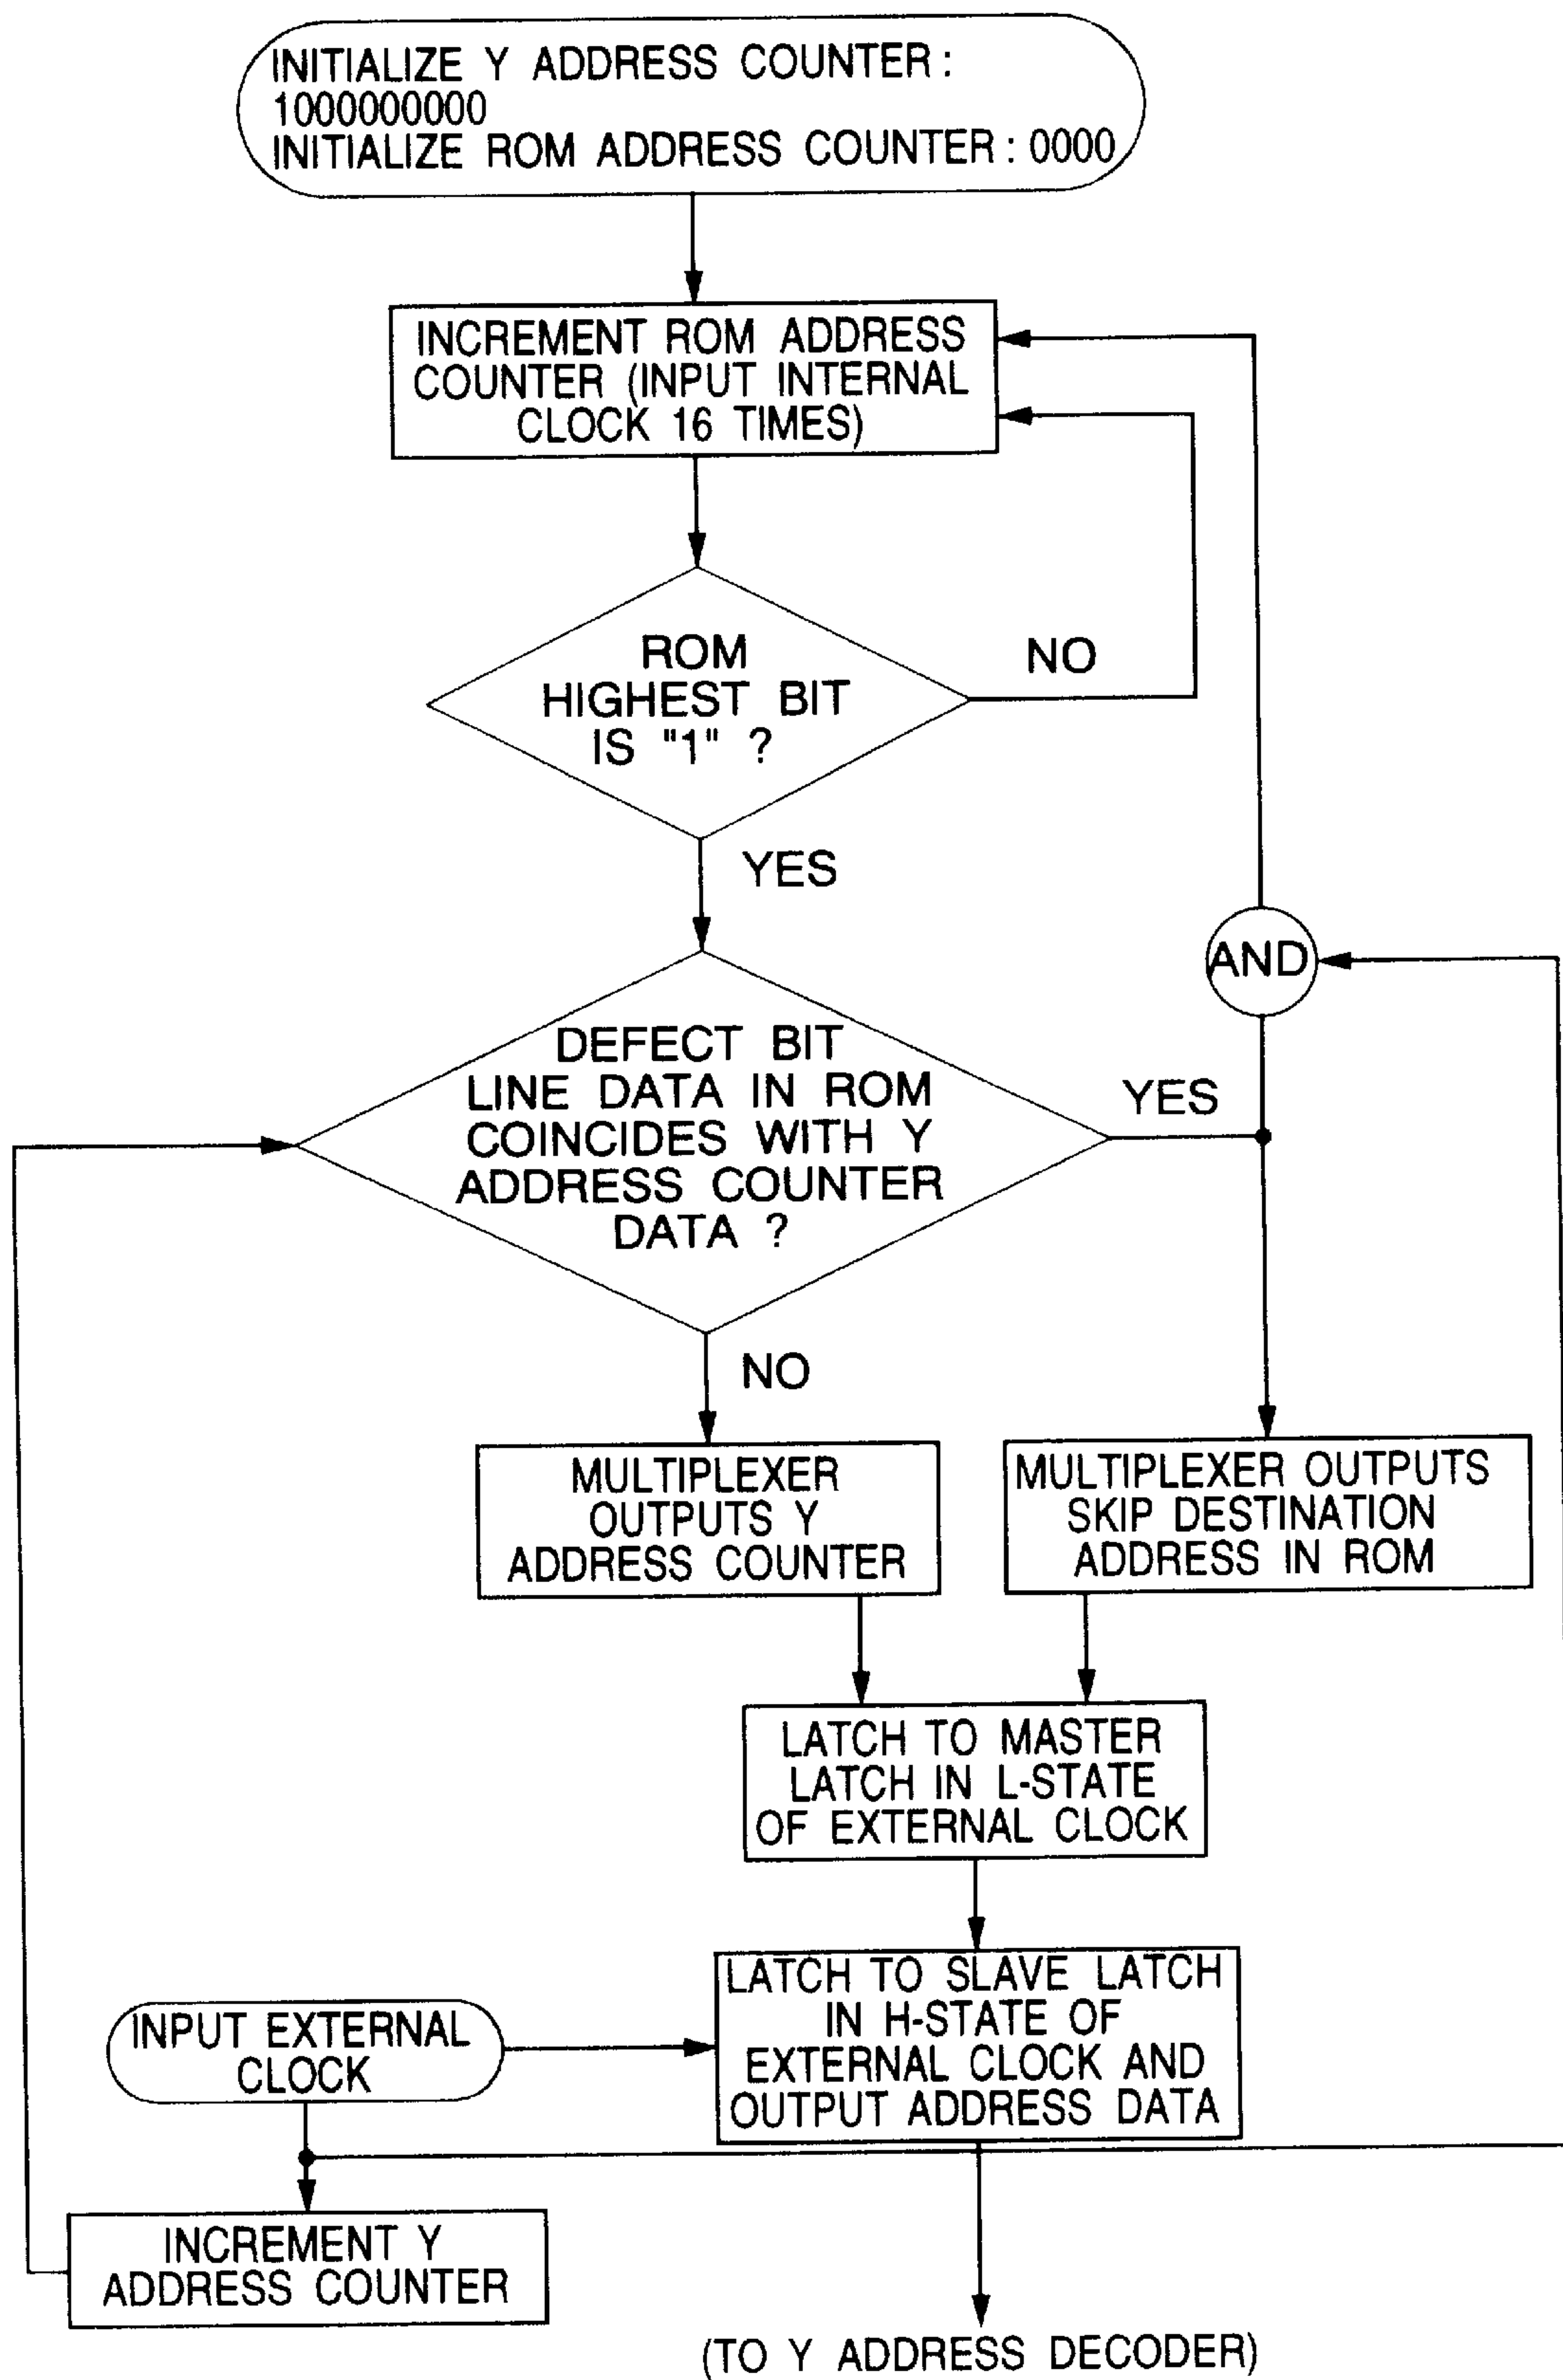 INITIALIZE Y ADDRESS COUNTER :
1000000000
INITIALIZE ROM ADDRESS COUNTER : 0000
INCREMENT ROM ADDRESS
COUNTER (INPUT INTERNAL
CLOCK 16 TIMES)
ROM
HIGHEST BIT
IS "1" ?
NO
YES
AND
DEFECT BIT
LINE DATA IN ROM
COINCIDES WITH Y
ADDRESS COUNTER
DATA ?
YES
NO
MULTIPLEXER
OUTPUTS Y
ADDRESS COUNTER
MULTIPLEXER OUTPUTS
SKIP DESTINATION
ADDRESS IN ROM
LATCH TO MASTER
LATCH IN L-STATE
OF EXTERNAL CLOCK
LATCH TO SLAVE LATCH
IN H-STATE OF
EXTERNAL CLOCK AND
OUTPUT ADDRESS DATA
INPUT EXTERNAL
CLOCK
INCREMENT Y
ADDRESS COUNTER
(TO Y ADDRESS DECODER)